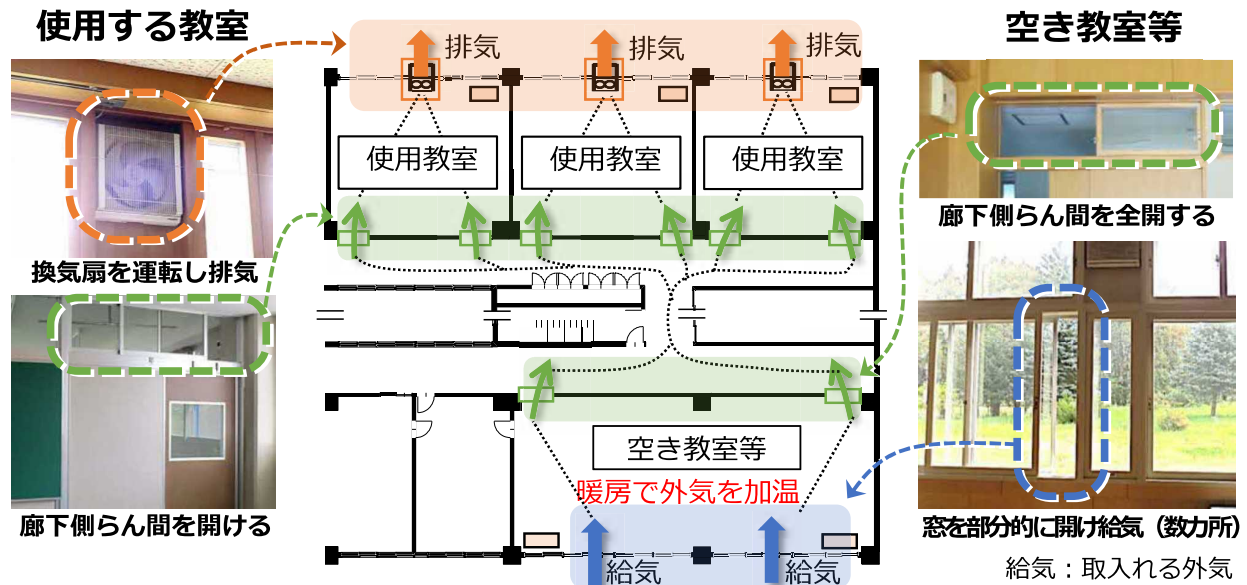 使用する教室
換気扇を運転し排気
廊下側らん間を開ける
排気
排気
排気
使用教室
使用教室
使用教室
空き教室等
暖房で外気を加温
給気
給気
空き教室等
廊下側らん間を全開する
窓を部分的に開け給気（数カ所）
給気：取入れる外気